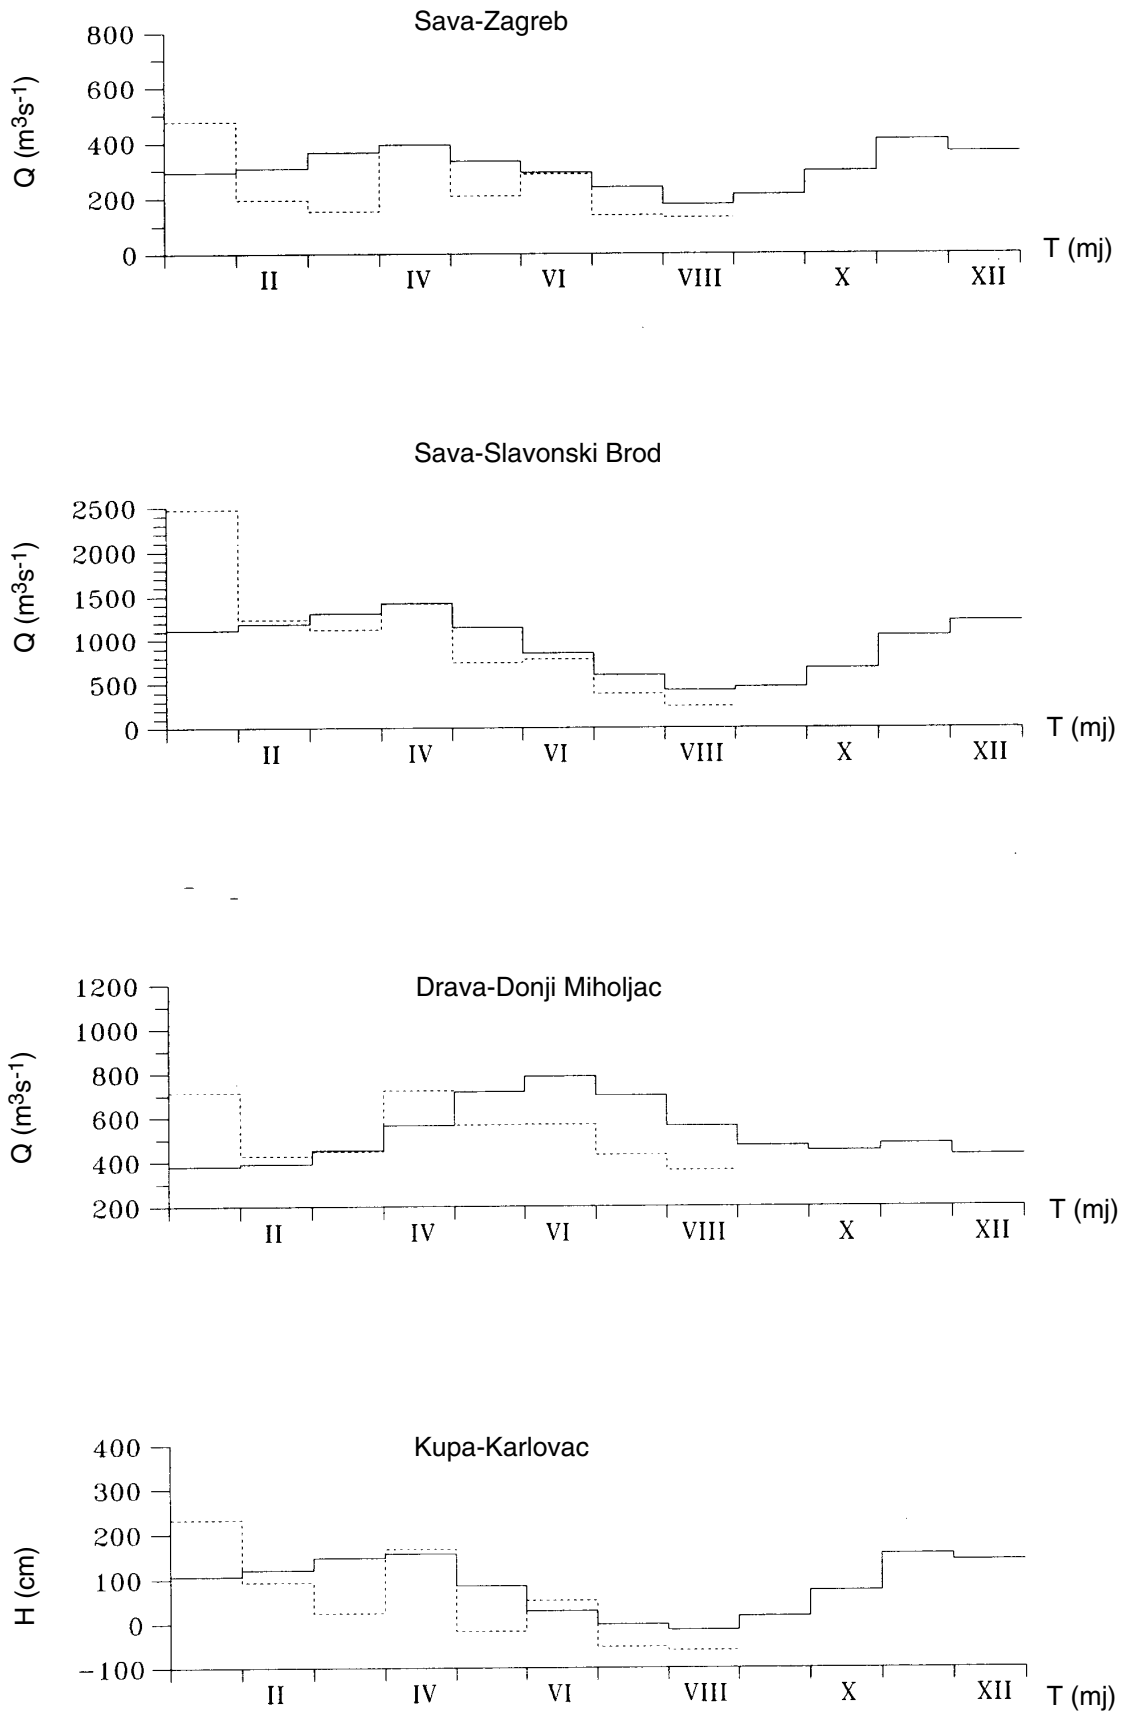 Sava-Zagreb
800
600
400
200
0
Q (m³s-1)
II IV VI VIII X XII
T (mj)
Sava-Slavonski Brod
2500
2000
1500
1000
500
0
Q (m³s-1)
II IV VI VIII X XII
T (mj)
Drava-Donji Miholjac
1200
1000
800
600
400
200
Q (m³s-1)
II IV VI VIII X XII
T (mj)
Kupa-Karlovac
400
300
200
100
0
-100
H (cm)
II IV VI VIII X XII
T (mj)